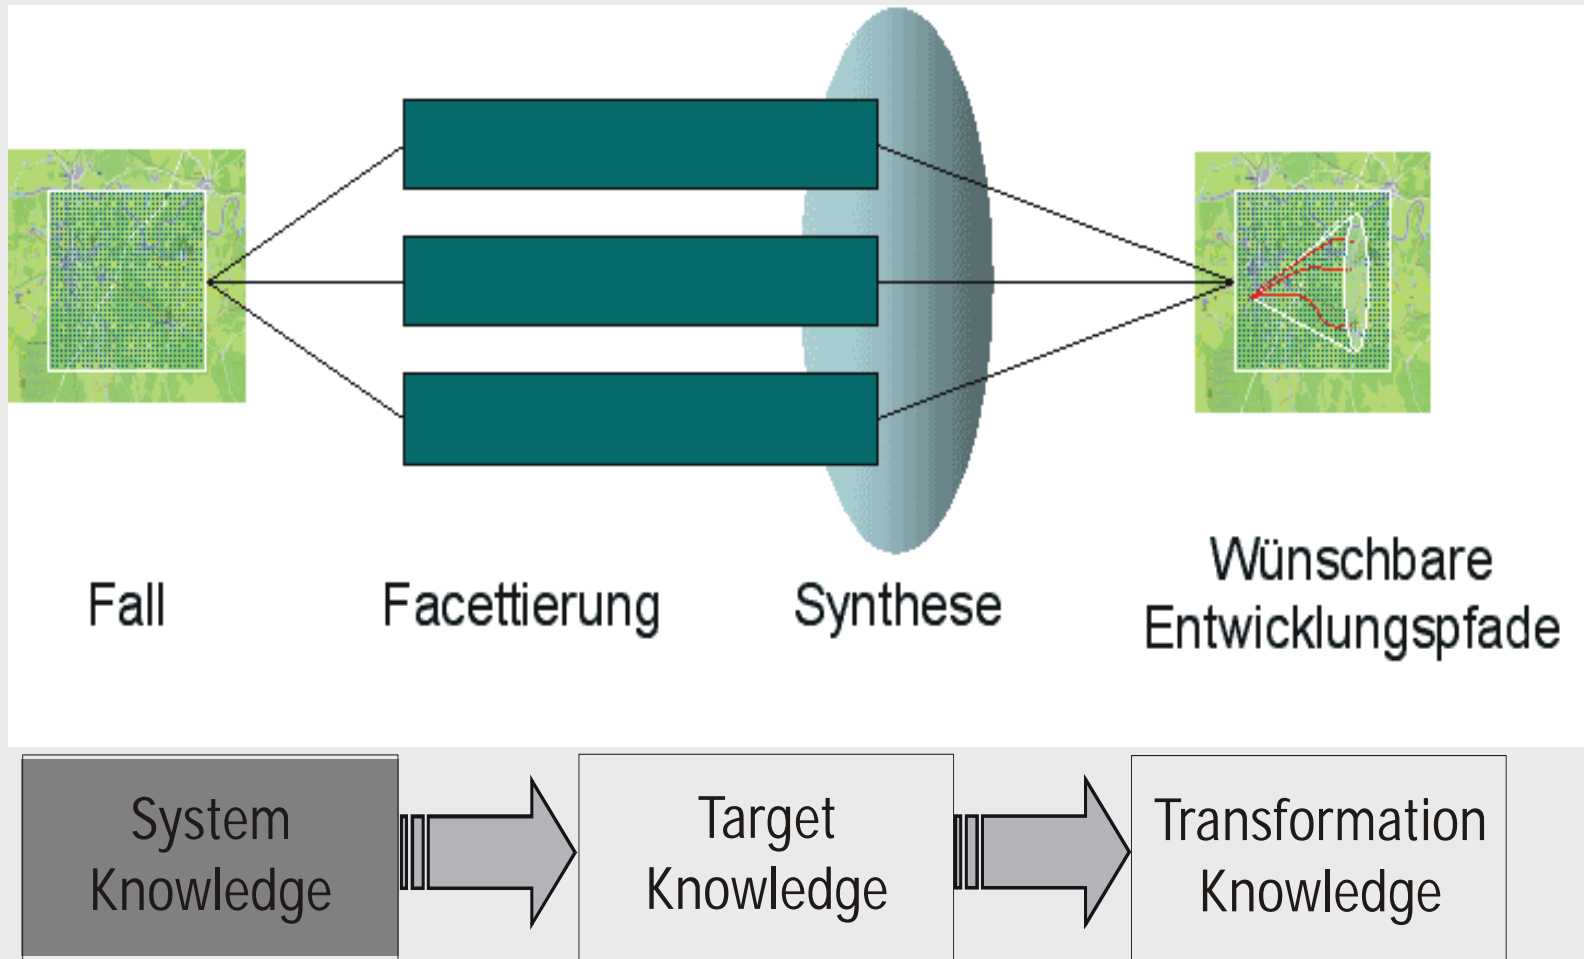 Fall
Facettierung
Synthese
Wünschbare
Entwicklungspfade
System
Knowledge
Target
Knowledge
Transformation
Knowledge